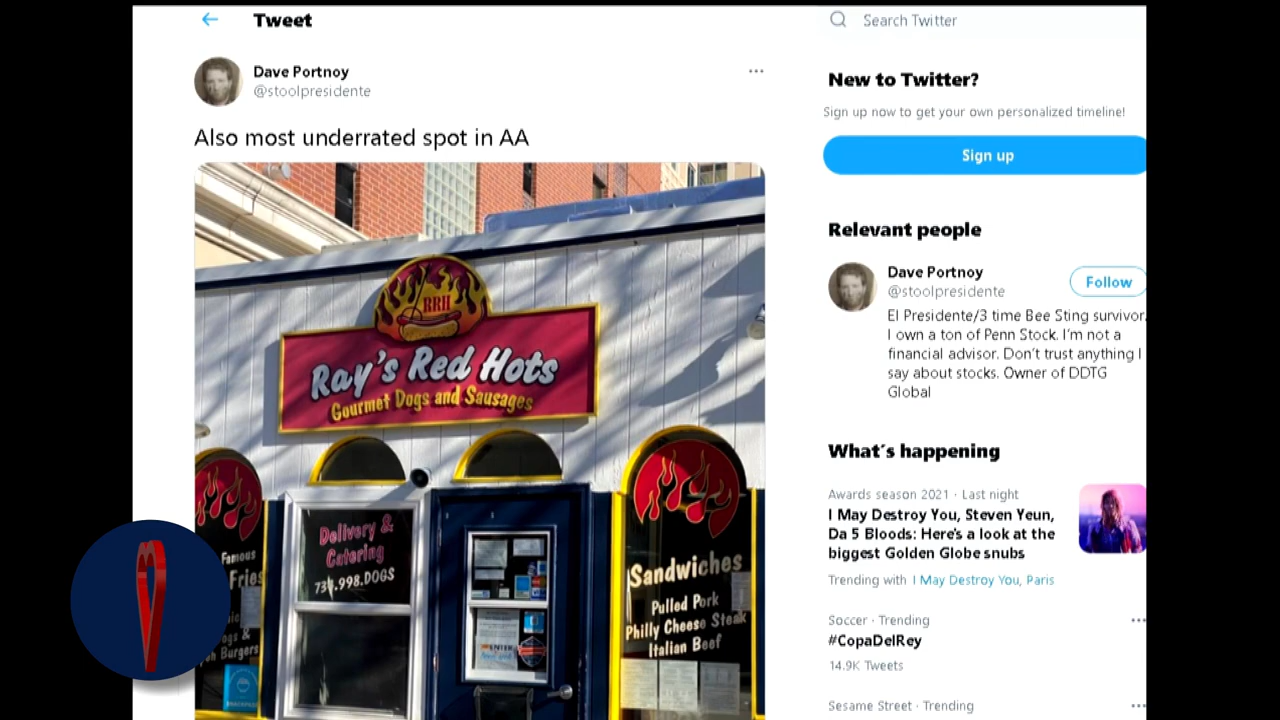 Tweet
Dave Portnoy
@stoolpresidente
Also most underrated spot in AA
RRH
Ray's Red Hots
Gourmet Dogs and Sausages
Famous
Fries
Delivery &
Catering
734.998.DOGS
Sandwiches
Pulled Pork
Philly Cheese Steak
Italian Beef
ENTER
Search Twitter
New to Twitter?
Sign up now to get your own personalized timeline!
Sign up
Relevant people
Dave Portnoy
@stoolpresidente
Follow
El Presidente/3 time Bee Sting survivor.
I own a ton of Penn Stock. I'm not a
financial advisor. Don't trust anything I
say about stocks. Owner of DDTG
Global
What's happening
Awards season 2021 · Last night
I May Destroy You, Steven Yeun,
Da 5 Bloods: Here's a look at the
biggest Golden Globe snubs
Trending with I May Destroy You, Paris
Soccer · Trending
#CopaDelRey
14.9K Tweets
Sesame Street · Trending